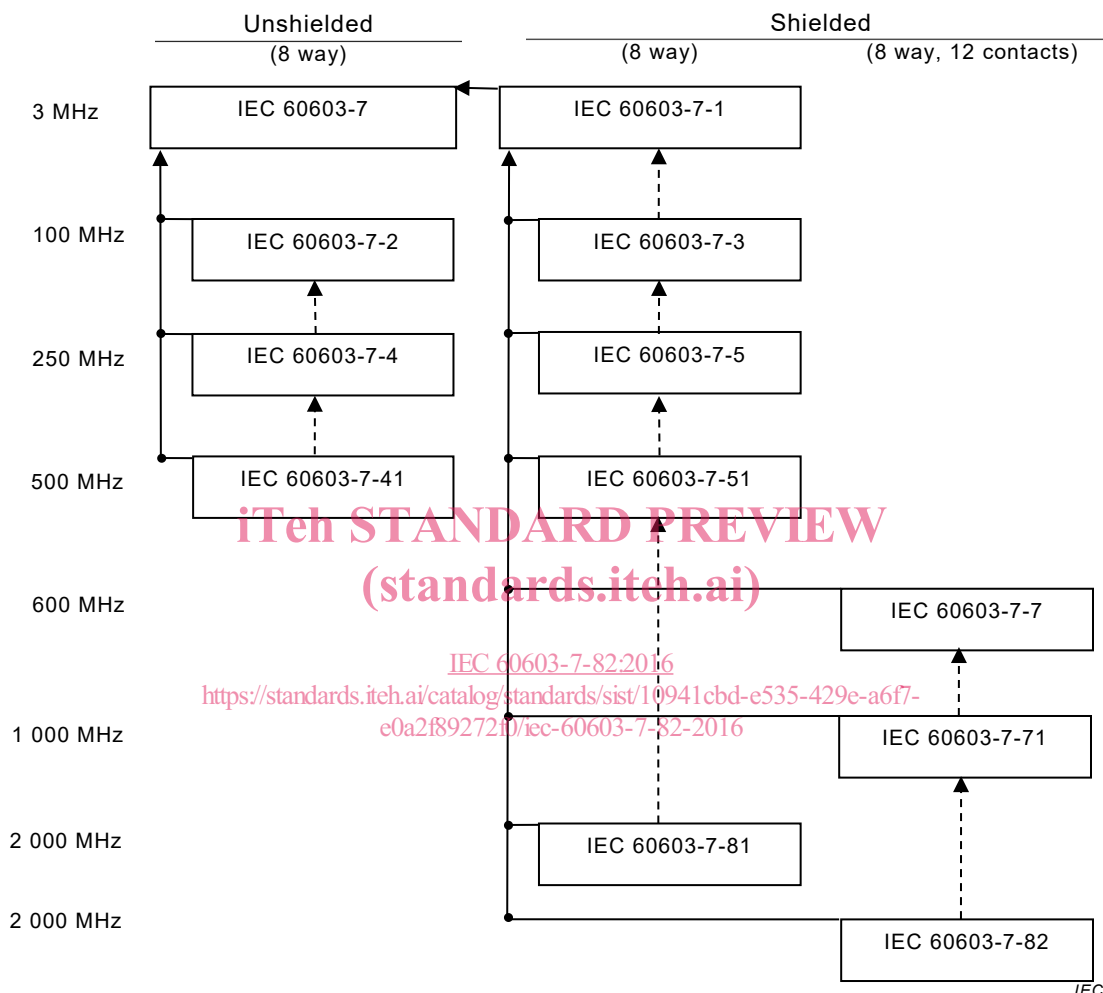 Unshielded
Shielded
(8 way)
(8 way)
(8 way, 12 contacts)
3 MHz
IEC 60603-7
IEC 60603-7-1
100 MHz
IEC 60603-7-2
IEC 60603-7-3
250 MHz
IEC 60603-7-4
IEC 60603-7-5
500 MHz
IEC 60603-7-41
IEC 60603-7-51
iTeh STANDARD PREVIEW
(standards.iteh.ai)
600 MHz
IEC 60603-7-7
IEC 60603-7-82:2016
https://standards.iteh.ai/catalog/standards/sist/10941cbd-e535-429e-a6f7-
e0a2f89272f0/iec-60603-7-82-2016
1 000 MHz
IEC 60603-7-71
2 000 MHz
IEC 60603-7-81
2 000 MHz
IEC 60603-7-82
IEC